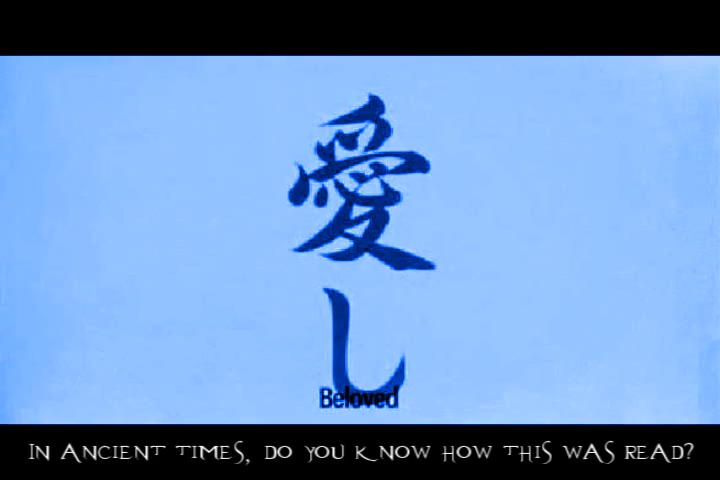 愛
し
Beloved
IN ANCIENT TIMES, DO YOU KNOW HOW THIS WAS READ?